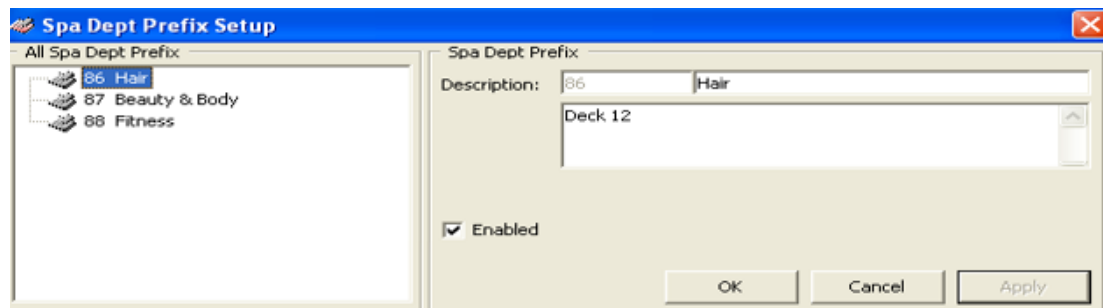 Spa Dept Prefix Setup
All Spa Dept Prefix
86 Hair
87 Beauty & Body
88 Fitness
Spa Dept Prefix
Description: 86 Hair
Deck 12
Enabled
OK Cancel Apply